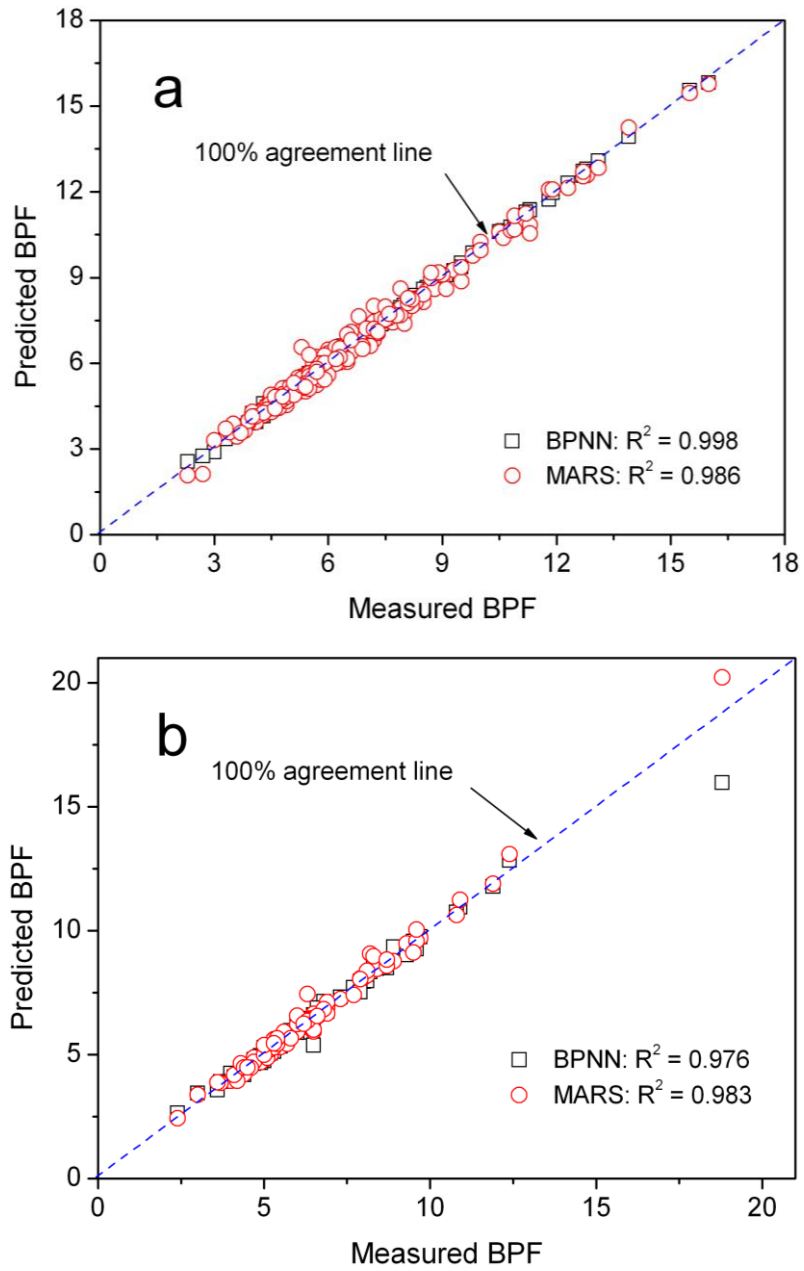 18
a
15
100% agreement line
12
9
Predicted BPF
6
BPNN: R² = 0.998
3
MARS: R² = 0.986
0
0 3 6 9 12 15 18
Measured BPF
20
b
100% agreement line
15
Predicted BPF
10
5
BPNN: R² = 0.976
MARS: R² = 0.983
0
0 5 10 15 20
Measured BPF